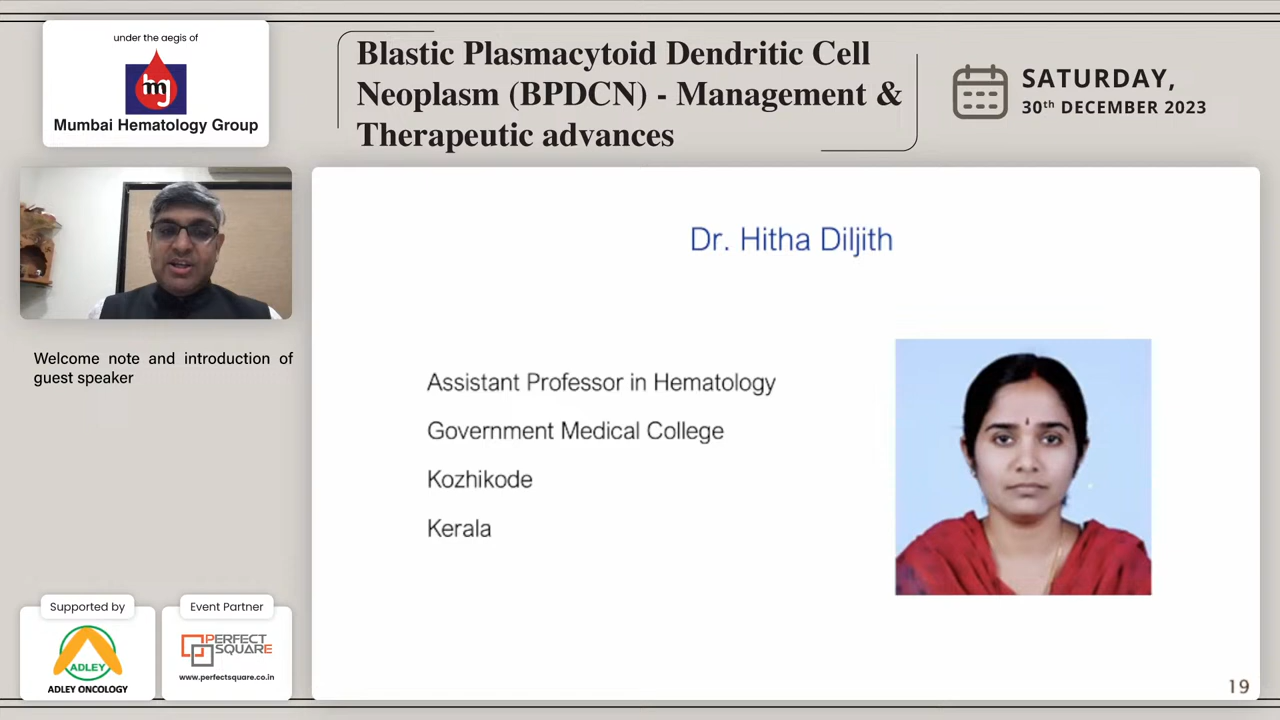 under the aegis of
hg
Mumbai Hematology Group
Blastic Plasmacytoid Dendritic Cell
Neoplasm (BPDCN) - Management &
Therapeutic advances
SATURDAY,
30th DECEMBER 2023
Welcome note and introduction of
guest speaker
Dr. Hitha Diljith
Assistant Professor in Hematology
Government Medical College
Kozhikode
Kerala
Supported by
ADLEY
ADLEY ONCOLOGY
Event Partner
PERFECT
SQUARE
www.perfectsquare.co.in
19